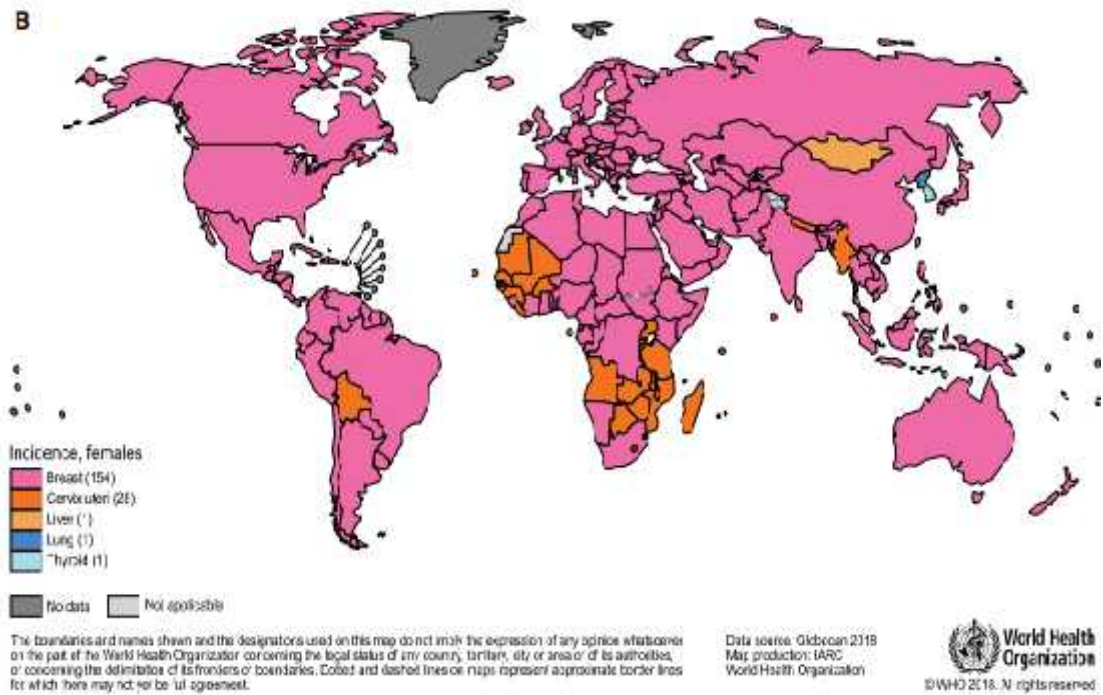 B
Incidence, females
Breast (154)
Cervix uteri (28)
Liver (1)
Lung (1)
Thyroid (1)
No data
Not applicable
The boundaries and names shown and the designations used on this map do not imply the expression of any opinion whatsoever
on the part of the World Health Organization concerning the legal status of any country, territory, city or area or of its authorities,
or concerning the delimitation of its frontiers or boundaries. Dotted and dashed lines on maps represent approximate border lines
for which there may not yet be full agreement.
Data source: Globocan 2018
Map production: IARC
World Health Organization
World Health
Organization
© WHO 2018. All rights reserved